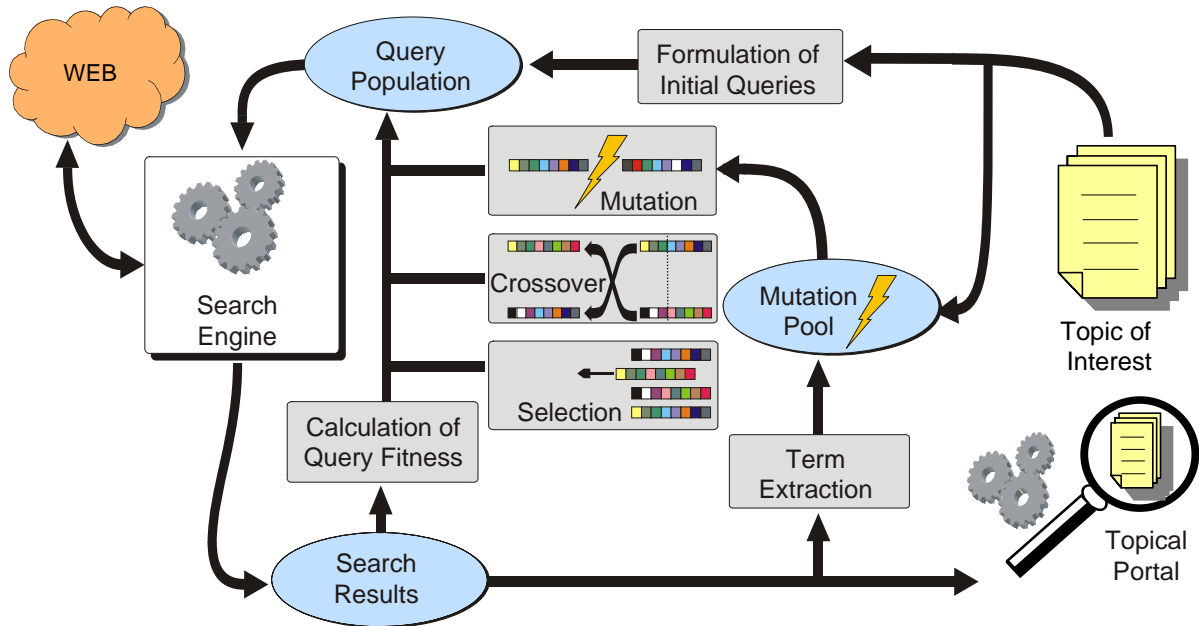 WEB
Query
Population
Formulation of
Initial Queries
Mutation
Crossover
Selection
Search
Engine
Mutation
Pool
Topic of
Interest
Calculation of
Query Fitness
Term
Extraction
Search
Results
Topical
Portal